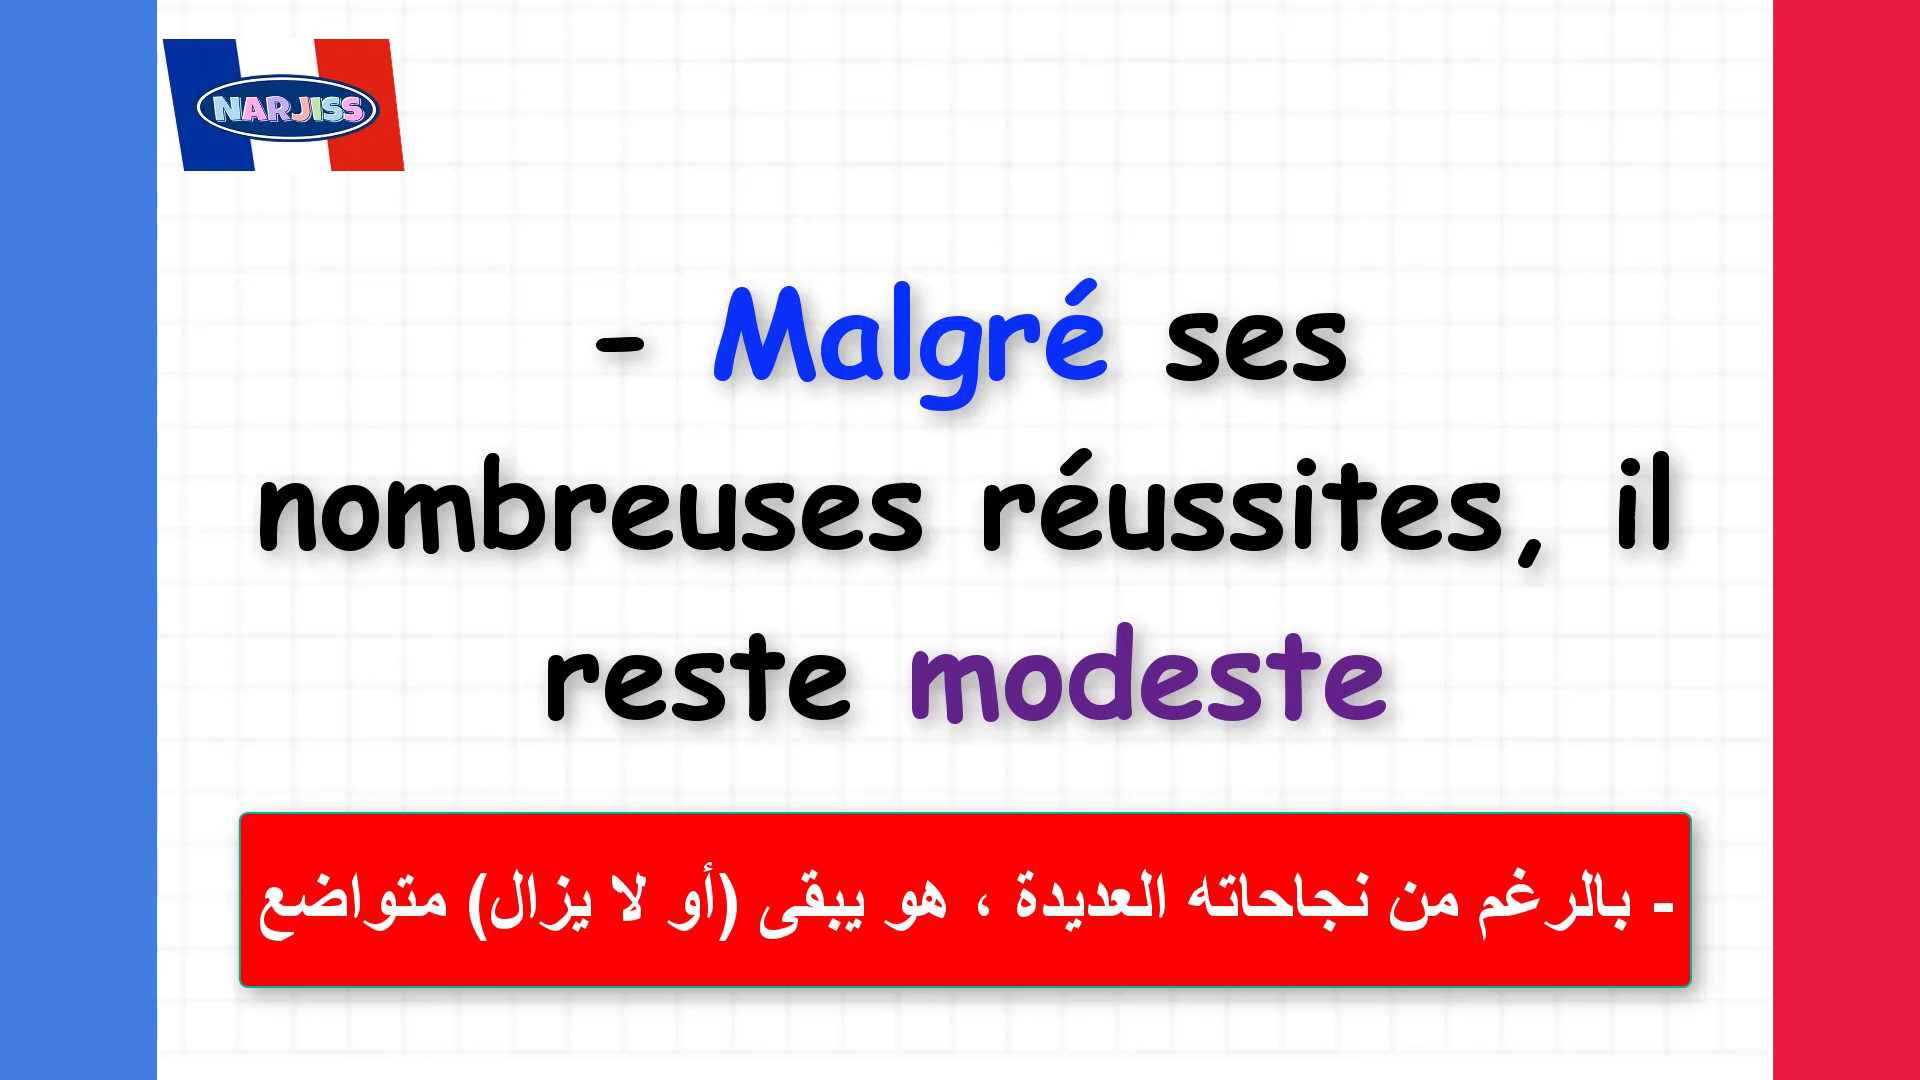 NARJISS
- Malgré ses
nombreuses réussites, il
reste modeste
- بالرغم من نجاحاته العديدة ، هو يبقى (أو لا يزال) متواضع